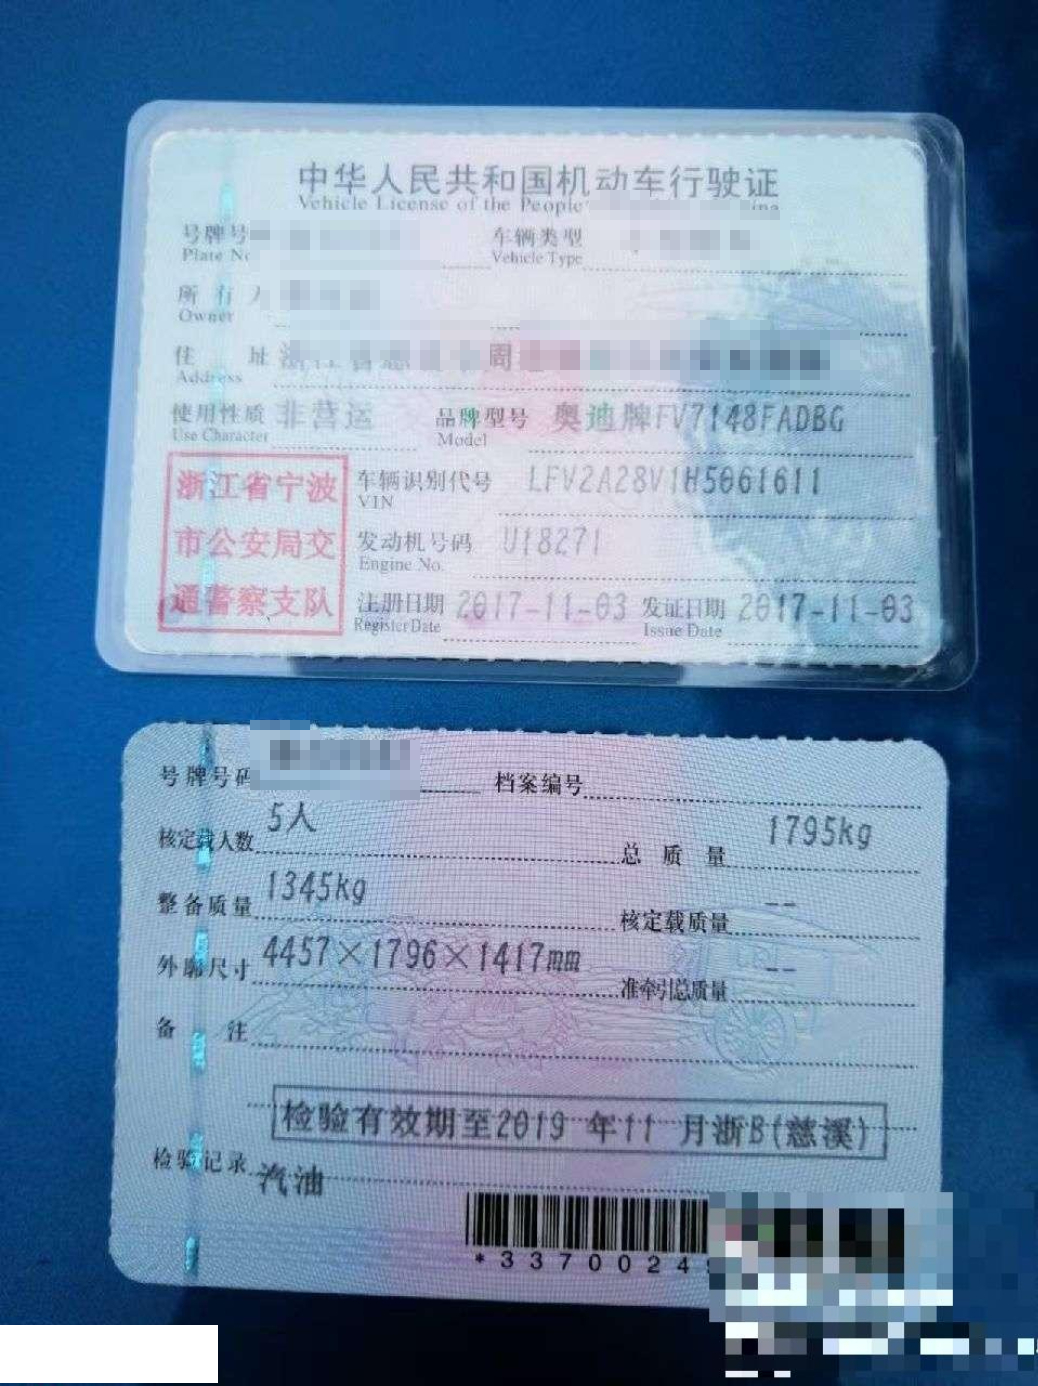 中华人民共和国机动车行驶证
Vehicle License of the People
号牌号
Plate No
车辆类型
Vehicle Type
所有人
Owner
住 址
Address
使用性质 非营运
Use Character
品牌型号 奥迪牌FV7148FADBG
Model
浙江省宁波
市公安局交
通警察支队
车辆识别代号 LFV2A28V1H5061611
VIN
发动机号码 U18271
Engine No.
注册日期 2017-11-03
Register Date
发证日期 2017-11-03
Issue Date
号牌号码
档案编号
核定载人数 5人
总质量 1795kg
整备质量 1345kg
核定载质量 --
外廓尺寸 4457×1796×1417mm
准牵引总质量 --
备 注
检验有效期至2019 年11 月浙B(慈溪)
检验记录
汽油
*3370024